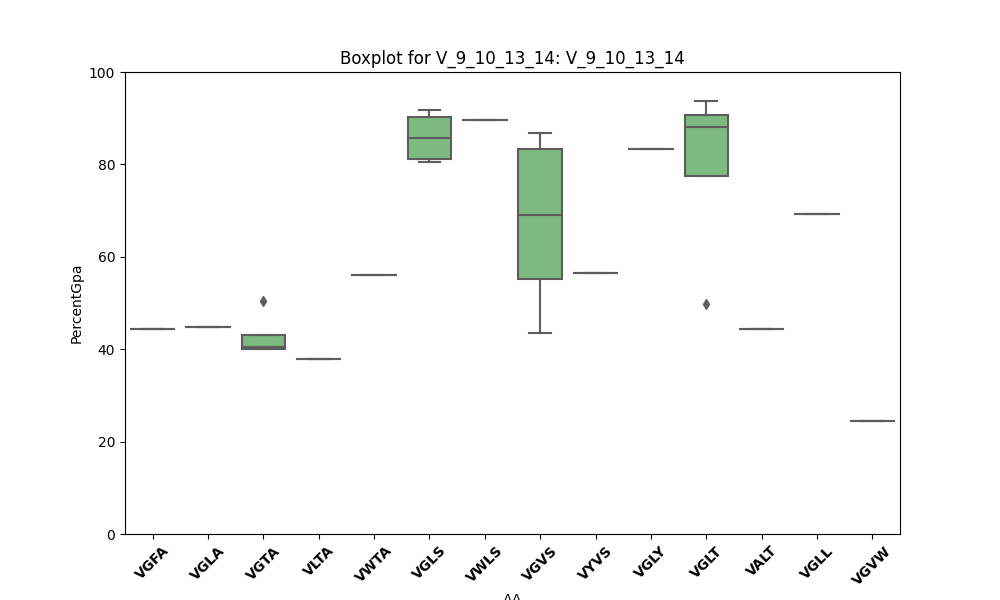 Boxplot for V_9_10_13_14: V_9_10_13_14
100
80
60
40
20
0
PercentGpa
VGFA
VGLA
VGTA
VLTA
VWTA
VGLS
VWLS
VGVS
VYVS
VGLY
VGLT
VALT
VGLL
VGVW
AA